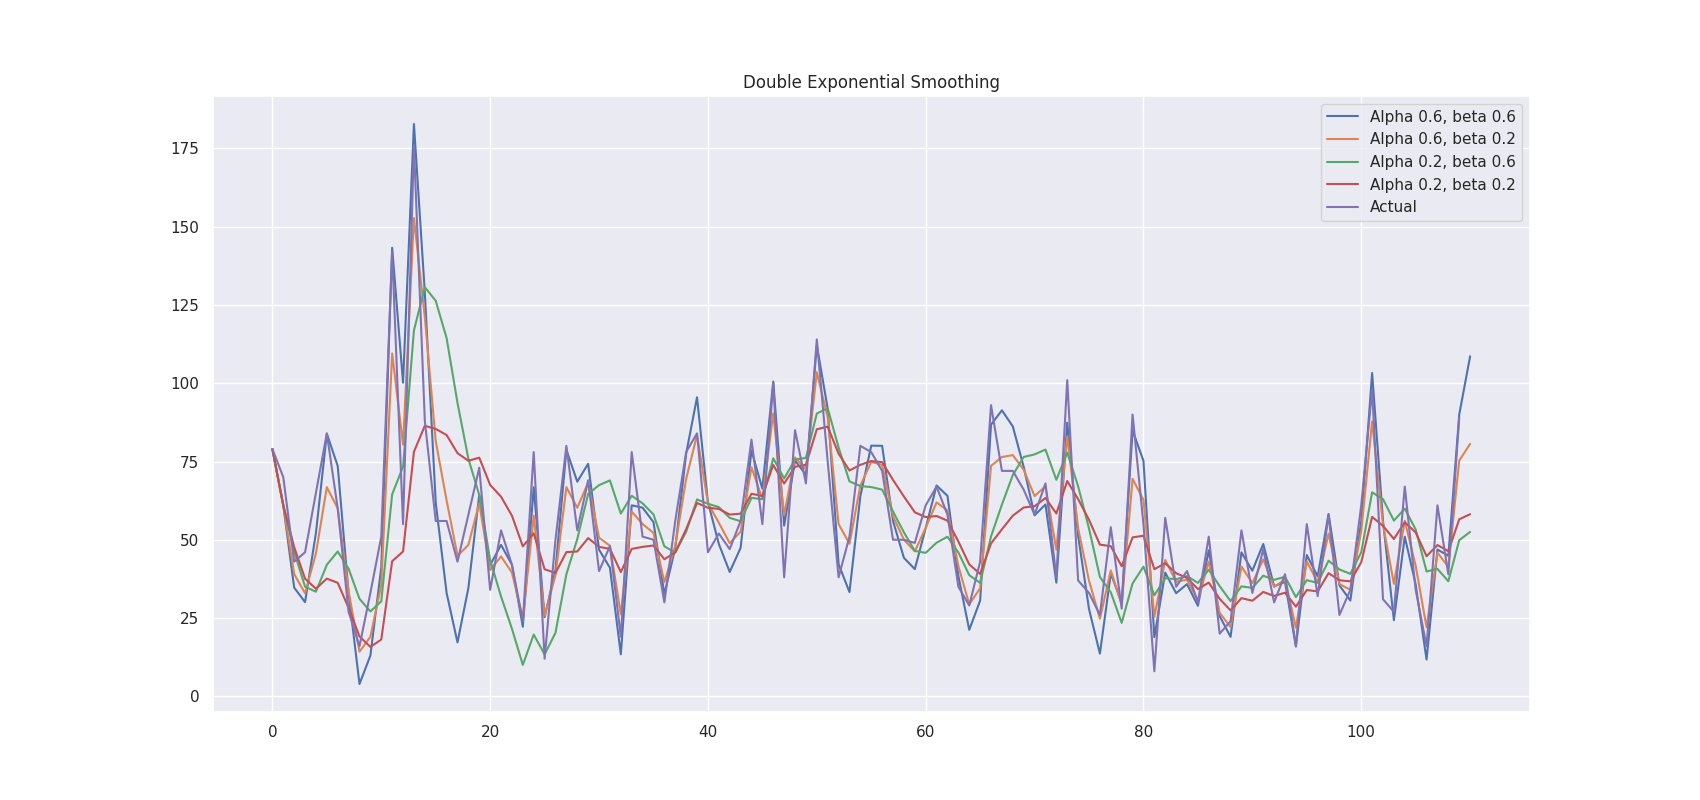 Double Exponential Smoothing
Alpha 0.6, beta 0.6
Alpha 0.6, beta 0.2
Alpha 0.2, beta 0.6
Alpha 0.2, beta 0.2
Actual
175
150
125
100
75
50
25
0
0 20 40 60 80 100